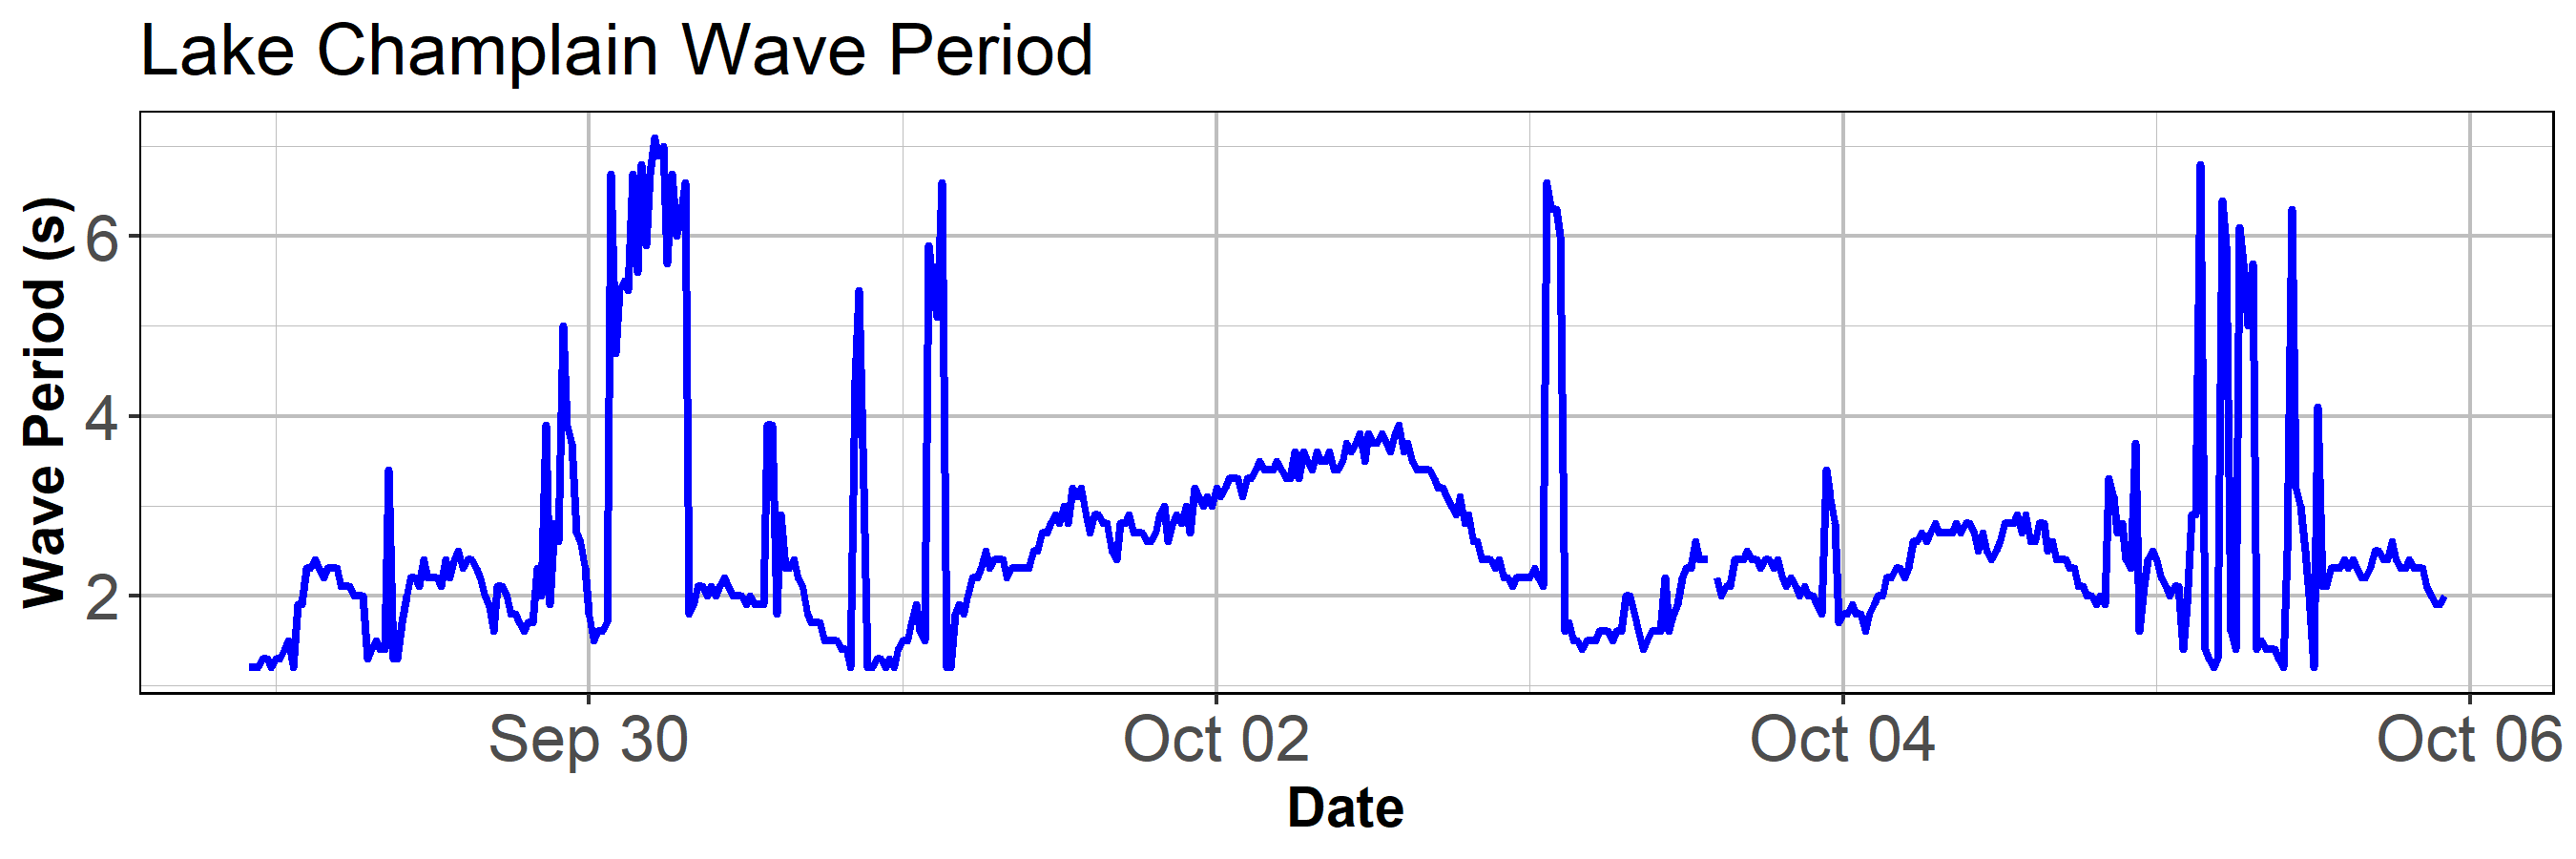 Lake Champlain Wave Period
Wave Period (s)
6
4
2
Sep 30 Oct 02 Oct 04 Oct 06
Date